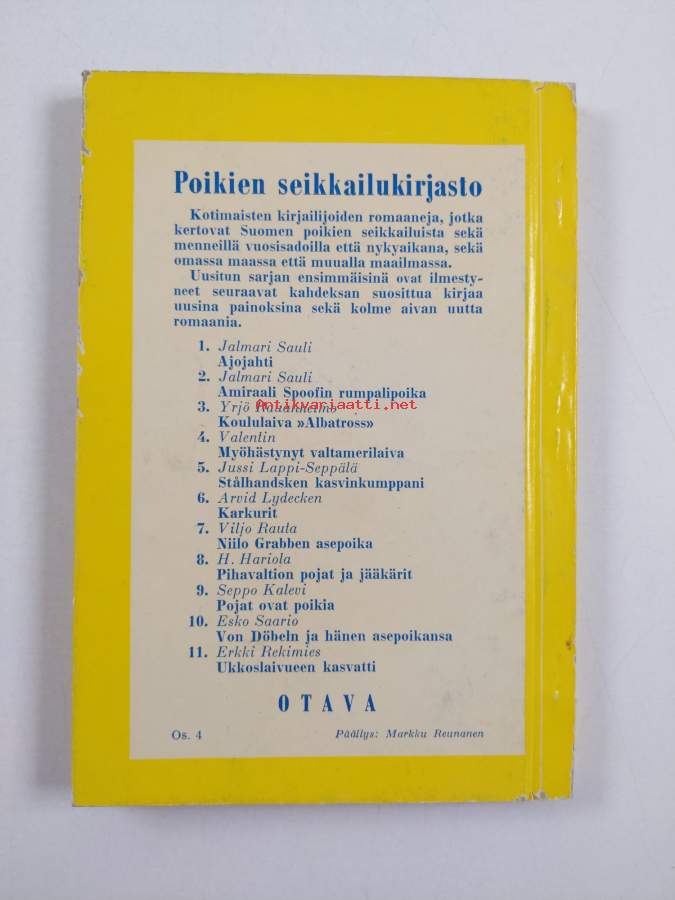 Poikien seikkailukirjasto
Kotimaisten kirjailijoiden romaaneja, jotka
kertovat Suomen poikien seikkailuista sekä
menneillä vuosisadoilla että nykyaikana, sekä
omassa maassa että muualla maailmassa.
Uusitun sarjan ensimmäisinä ovat ilmesty-
neet seuraavat kahdeksan suosittua kirjaa
uusina painoksina sekä kolme aivan uutta
romaania.
1. Jalmari Sauli
Ajojahti
2. Jalmari Sauli
Amiraali Spoofin rumpalipoika
Antikvariaatti.net
3. Yrjö Rauanheimo
Koululaiva »Albatross»
4. Valentin
Myöhästynyt valtamerilaiva
5. Jussi Lappi-Seppälä
Stålhandsken kasvinkumppani
6. Arvid Lydecken
Karkurit
7. Viljo Rauta
Niilo Grabben asepoika
8. H. Hariola
Pihavaltion pojat ja jääkärit
9. Seppo Kalevi
Pojat ovat poikia
10. Esko Saario
Von Döbeln ja hänen asepoikansa
11. Erkki Rekimies
Ukkoslaivueen kasvatti
OTAVA
Os. 4 Päällys: Markku Reunanen